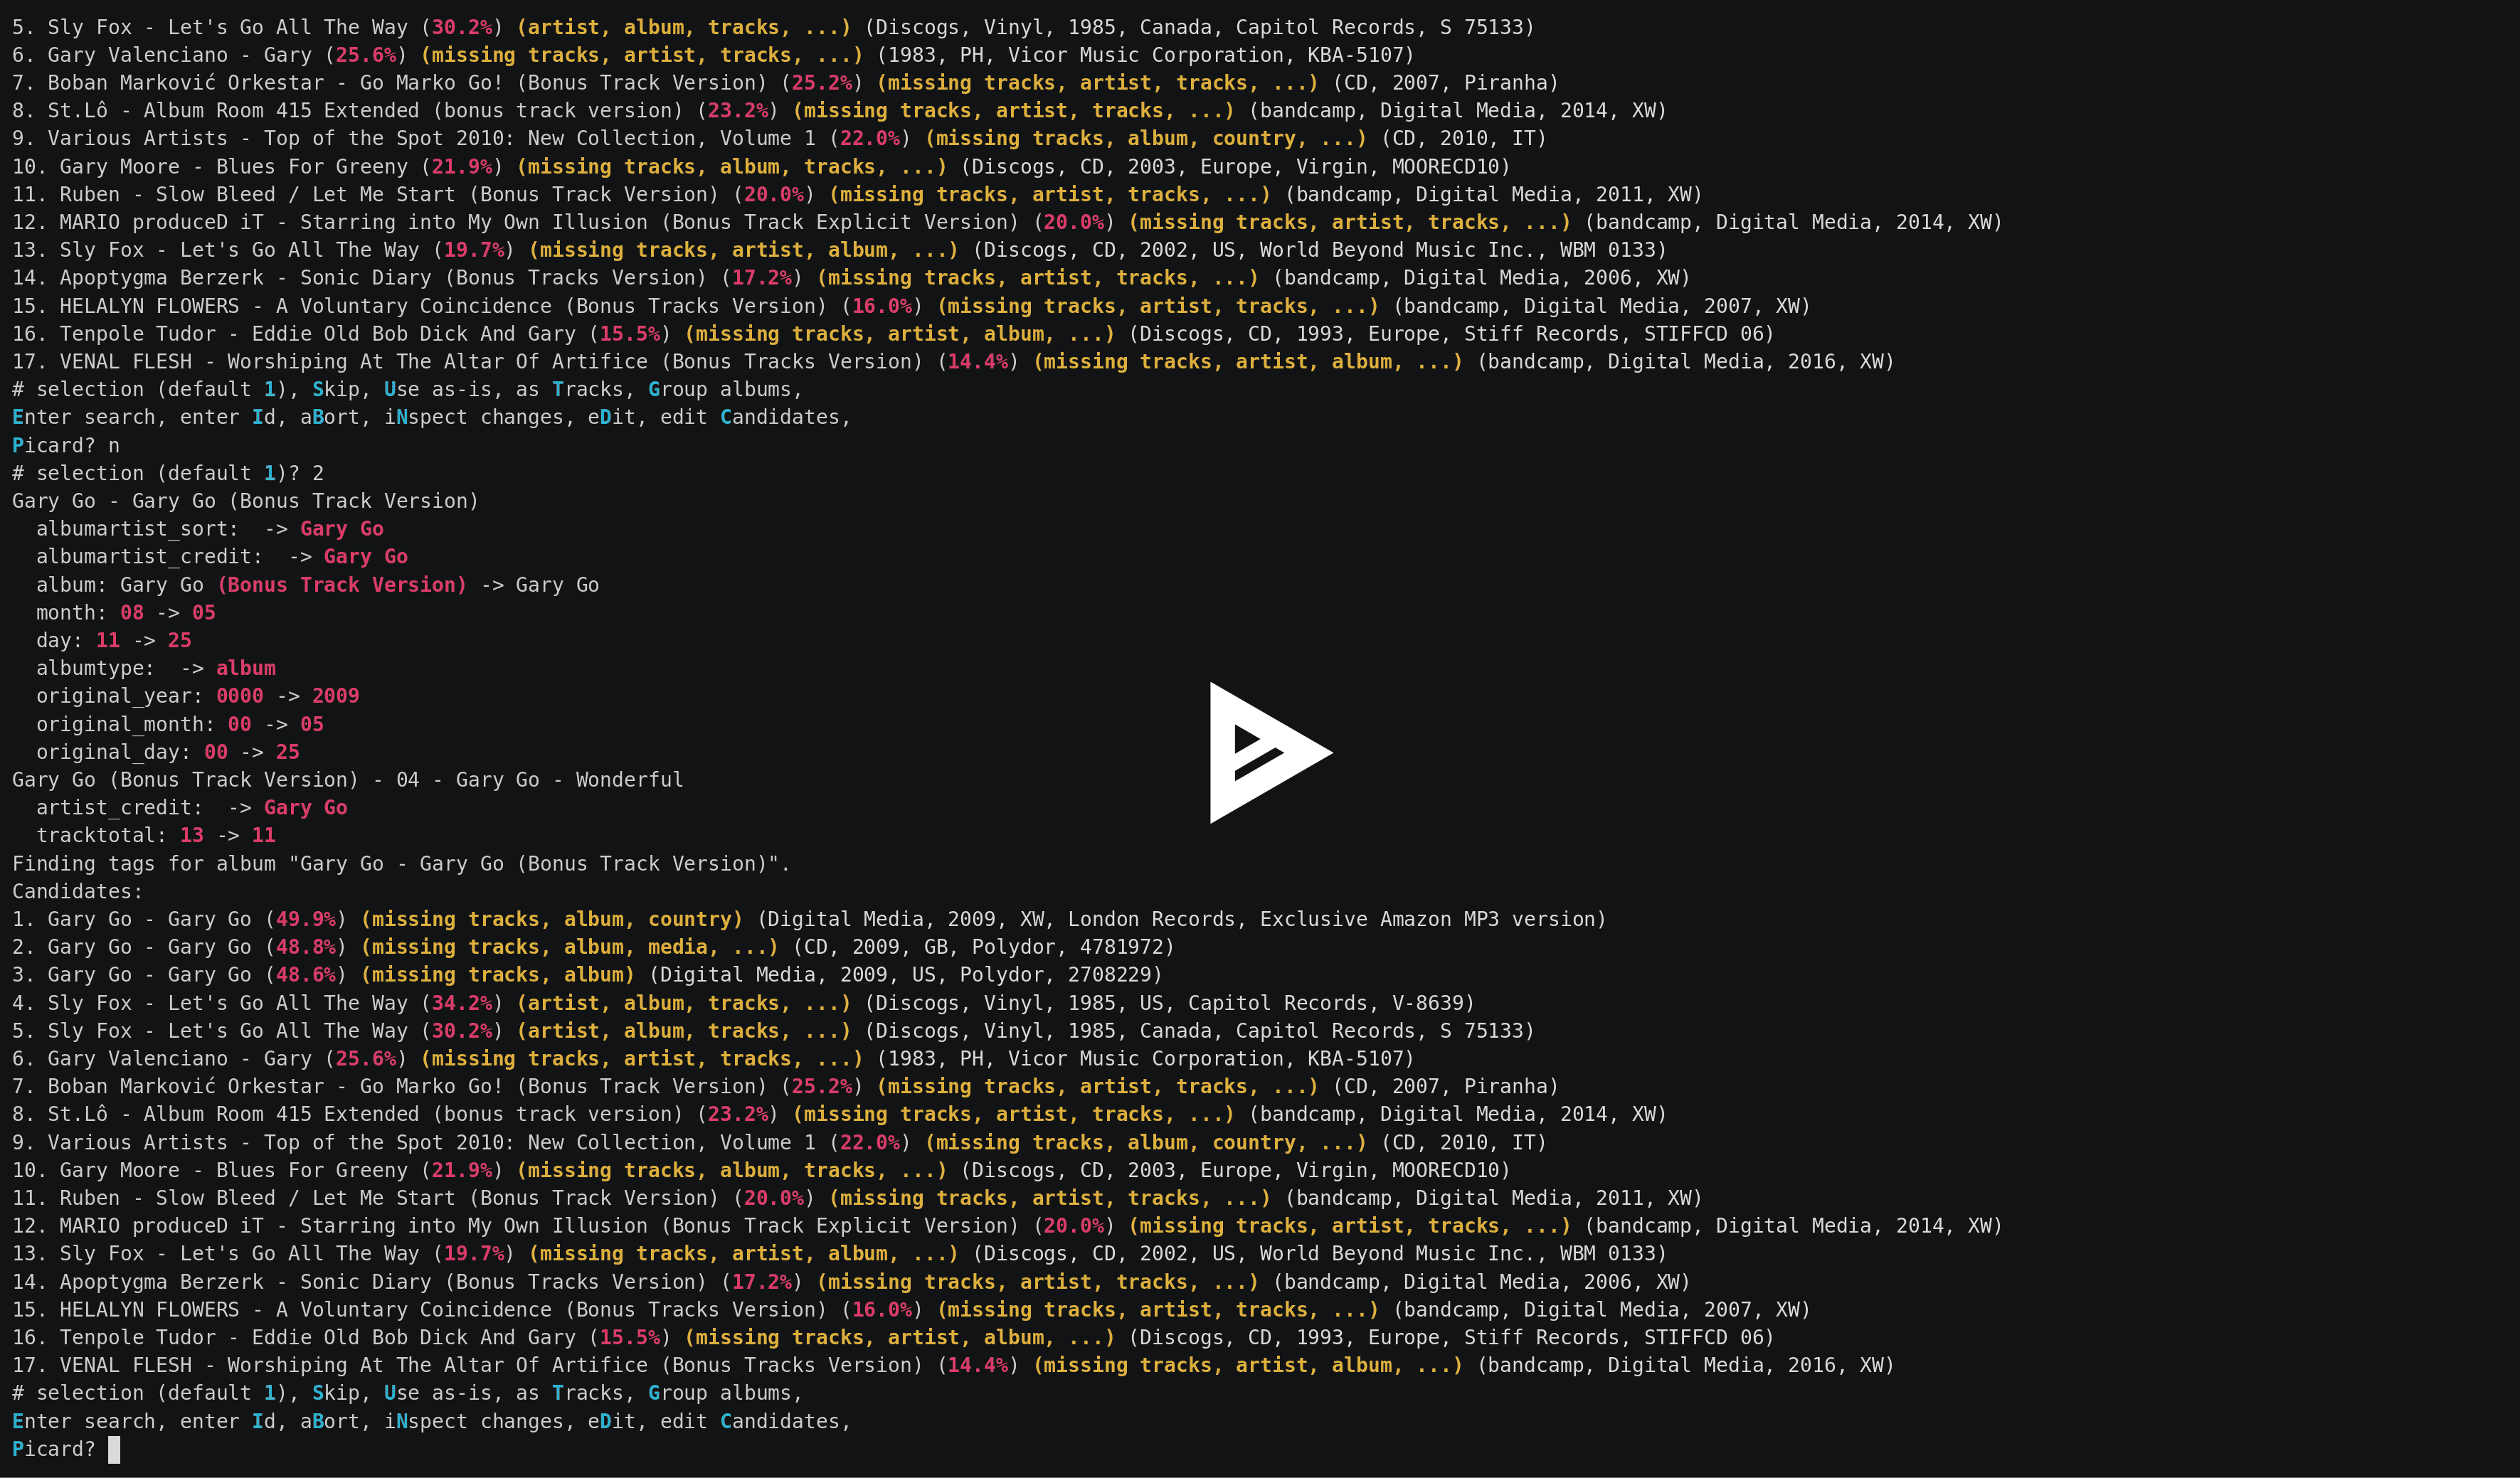 5. Sly Fox - Let's Go All The Way (30.2%) (artist, album, tracks, ...) (Discogs, Vinyl, 1985, Canada, Capitol Records, S 75133)
6. Gary Valenciano - Gary (25.6%) (missing tracks, artist, tracks, ...) (1983, PH, Vicor Music Corporation, KBA-5107)
7. Boban Marković Orkestar - Go Marko Go! (Bonus Track Version) (25.2%) (missing tracks, artist, tracks, ...) (CD, 2007, Piranha)
8. St.Lô - Album Room 415 Extended (bonus track version) (23.2%) (missing tracks, artist, tracks, ...) (bandcamp, Digital Media, 2014, XW)
9. Various Artists - Top of the Spot 2010: New Collection, Volume 1 (22.0%) (missing tracks, album, country, ...) (CD, 2010, IT)
10. Gary Moore - Blues For Greeny (21.9%) (missing tracks, album, tracks, ...) (Discogs, CD, 2003, Europe, Virgin, MOORECD10)
11. Ruben - Slow Bleed / Let Me Start (Bonus Track Version) (20.0%) (missing tracks, artist, tracks, ...) (bandcamp, Digital Media, 2011, XW)
12. MARIO produceD iT - Starring into My Own Illusion (Bonus Track Explicit Version) (20.0%) (missing tracks, artist, tracks, ...) (bandcamp, Digital Media, 2014, XW)
13. Sly Fox - Let's Go All The Way (19.7%) (missing tracks, artist, album, ...) (Discogs, CD, 2002, US, World Beyond Music Inc., WBM 0133)
14. Apoptygma Berzerk - Sonic Diary (Bonus Tracks Version) (17.2%) (missing tracks, artist, tracks, ...) (bandcamp, Digital Media, 2006, XW)
15. HELALYN FLOWERS - A Voluntary Coincidence (Bonus Tracks Version) (16.0%) (missing tracks, artist, tracks, ...) (bandcamp, Digital Media, 2007, XW)
16. Tenpole Tudor - Eddie Old Bob Dick And Gary (15.5%) (missing tracks, artist, album, ...) (Discogs, CD, 1993, Europe, Stiff Records, STIFFCD 06)
17. VENAL FLESH - Worshiping At The Altar Of Artifice (Bonus Tracks Version) (14.4%) (missing tracks, artist, album, ...) (bandcamp, Digital Media, 2016, XW)
# selection (default 1), Skip, Use as-is, as Tracks, Group albums,
Enter search, enter Id, aBort, iNspect changes, eDit, edit Candidates,
Picard? n
# selection (default 1)? 2
Gary Go - Gary Go (Bonus Track Version)
  albumartist_sort:  -> Gary Go
  albumartist_credit:  -> Gary Go
  album: Gary Go (Bonus Track Version) -> Gary Go
  month: 08 -> 05
  day: 11 -> 25
  albumtype:  -> album
  original_year: 0000 -> 2009
  original_month: 00 -> 05
  original_day: 00 -> 25
Gary Go (Bonus Track Version) - 04 - Gary Go - Wonderful
  artist_credit:  -> Gary Go
  tracktotal: 13 -> 11
Finding tags for album "Gary Go - Gary Go (Bonus Track Version)".
Candidates:
1. Gary Go - Gary Go (49.9%) (missing tracks, album, country) (Digital Media, 2009, XW, London Records, Exclusive Amazon MP3 version)
2. Gary Go - Gary Go (48.8%) (missing tracks, album, media, ...) (CD, 2009, GB, Polydor, 4781972)
3. Gary Go - Gary Go (48.6%) (missing tracks, album) (Digital Media, 2009, US, Polydor, 2708229)
4. Sly Fox - Let's Go All The Way (34.2%) (artist, album, tracks, ...) (Discogs, Vinyl, 1985, US, Capitol Records, V-8639)
5. Sly Fox - Let's Go All The Way (30.2%) (artist, album, tracks, ...) (Discogs, Vinyl, 1985, Canada, Capitol Records, S 75133)
6. Gary Valenciano - Gary (25.6%) (missing tracks, artist, tracks, ...) (1983, PH, Vicor Music Corporation, KBA-5107)
7. Boban Marković Orkestar - Go Marko Go! (Bonus Track Version) (25.2%) (missing tracks, artist, tracks, ...) (CD, 2007, Piranha)
8. St.Lô - Album Room 415 Extended (bonus track version) (23.2%) (missing tracks, artist, tracks, ...) (bandcamp, Digital Media, 2014, XW)
9. Various Artists - Top of the Spot 2010: New Collection, Volume 1 (22.0%) (missing tracks, album, country, ...) (CD, 2010, IT)
10. Gary Moore - Blues For Greeny (21.9%) (missing tracks, album, tracks, ...) (Discogs, CD, 2003, Europe, Virgin, MOORECD10)
11. Ruben - Slow Bleed / Let Me Start (Bonus Track Version) (20.0%) (missing tracks, artist, tracks, ...) (bandcamp, Digital Media, 2011, XW)
12. MARIO produceD iT - Starring into My Own Illusion (Bonus Track Explicit Version) (20.0%) (missing tracks, artist, tracks, ...) (bandcamp, Digital Media, 2014, XW)
13. Sly Fox - Let's Go All The Way (19.7%) (missing tracks, artist, album, ...) (Discogs, CD, 2002, US, World Beyond Music Inc., WBM 0133)
14. Apoptygma Berzerk - Sonic Diary (Bonus Tracks Version) (17.2%) (missing tracks, artist, tracks, ...) (bandcamp, Digital Media, 2006, XW)
15. HELALYN FLOWERS - A Voluntary Coincidence (Bonus Tracks Version) (16.0%) (missing tracks, artist, tracks, ...) (bandcamp, Digital Media, 2007, XW)
16. Tenpole Tudor - Eddie Old Bob Dick And Gary (15.5%) (missing tracks, artist, album, ...) (Discogs, CD, 1993, Europe, Stiff Records, STIFFCD 06)
17. VENAL FLESH - Worshiping At The Altar Of Artifice (Bonus Tracks Version) (14.4%) (missing tracks, artist, album, ...) (bandcamp, Digital Media, 2016, XW)
# selection (default 1), Skip, Use as-is, as Tracks, Group albums,
Enter search, enter Id, aBort, iNspect changes, eDit, edit Candidates,
Picard?